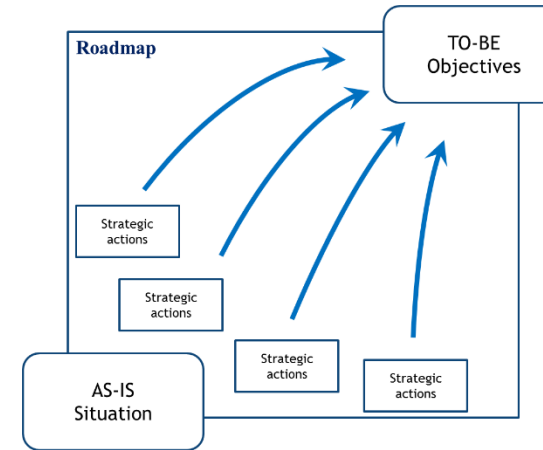 Roadmap
TO-BE
Objectives
Strategic
actions
Strategic
actions
Strategic
actions
Strategic
actions
AS-IS
Situation